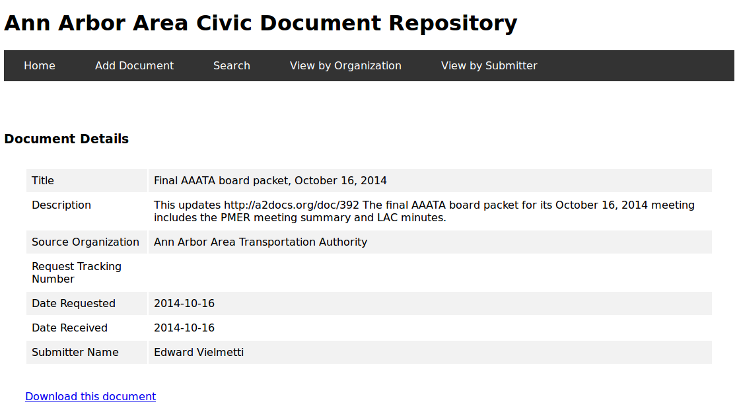 Ann Arbor Area Civic Document Repository
Home Add Document Search View by Organization View by Submitter
Document Details
Title Final AAATA board packet, October 16, 2014
Description This updates http://a2docs.org/doc/392 The final AAATA board packet for its October 16, 2014 meeting
includes the PMER meeting summary and LAC minutes.
Source Organization Ann Arbor Area Transportation Authority
Request Tracking
Number
Date Requested 2014-10-16
Date Received 2014-10-16
Submitter Name Edward Vielmetti
Download this document